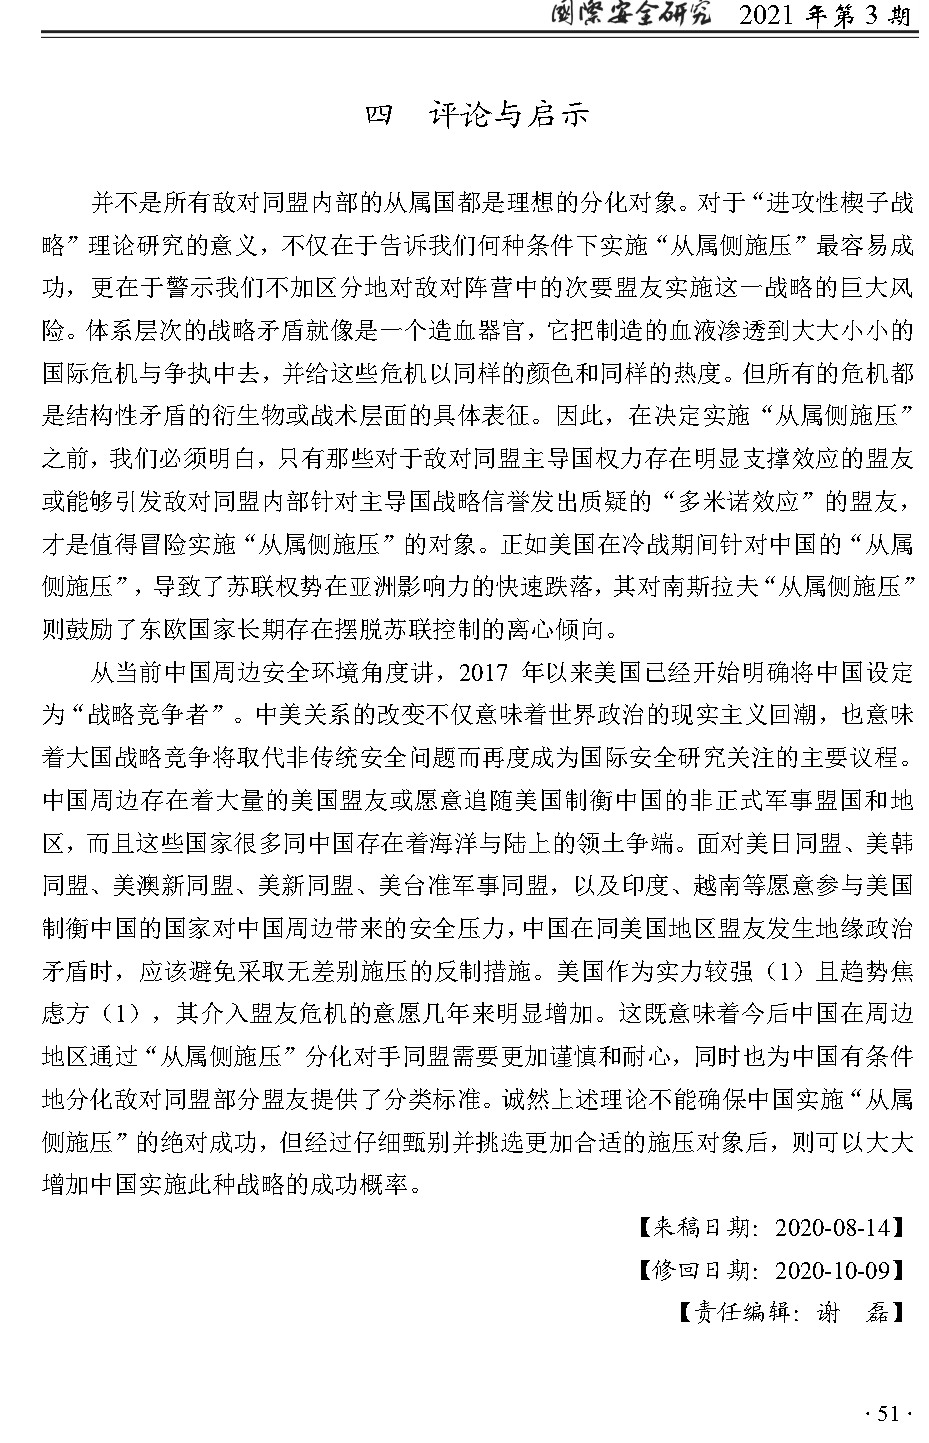 國際安全研究 2021 年第 3 期
四 评论与启示
并不是所有敌对同盟内部的从属国都是理想的分化对象。对于“进攻性楔子战
略”理论研究的意义，不仅在于告诉我们何种条件下实施“从属侧施压”最容易成
功，更在于警示我们不加区分地对敌对阵营中的次要盟友实施这一战略的巨大风
险。体系层次的战略矛盾就像是一个造血器官，它把制造的血液渗透到大大小小的
国际危机与争执中去，并给这些危机以同样的颜色和同样的热度。但所有的危机都
是结构性矛盾的衍生物或战术层面的具体表征。因此，在决定实施“从属侧施压”
之前，我们必须明白，只有那些对于敌对同盟主导国权力存在明显支撑效应的盟友
或能够引发敌对同盟内部针对主导国战略信誉发出质疑的“多米诺效应”的盟友，
才是值得冒险实施“从属侧施压”的对象。正如美国在冷战期间针对中国的“从属
侧施压”，导致了苏联权势在亚洲影响力的快速跌落，其对南斯拉夫“从属侧施压”
则鼓励了东欧国家长期存在摆脱苏联控制的离心倾向。
从当前中国周边安全环境角度讲，2017 年以来美国已经开始明确将中国设定
为“战略竞争者”。中美关系的改变不仅意味着世界政治的现实主义回潮，也意味
着大国战略竞争将取代非传统安全问题而再度成为国际安全研究关注的主要议程。
中国周边存在着大量的美国盟友或愿意追随美国制衡中国的非正式军事盟国和地
区，而且这些国家很多同中国存在着海洋与陆上的领土争端。面对美日同盟、美韩
同盟、美澳新同盟、美新同盟、美台准军事同盟，以及印度、越南等愿意参与美国
制衡中国的国家对中国周边带来的安全压力，中国在同美国地区盟友发生地缘政治
矛盾时，应该避免采取无差别施压的反制措施。美国作为实力较强（1）且趋势焦
虑方（1），其介入盟友危机的意愿几年来明显增加。这既意味着今后中国在周边
地区通过“从属侧施压”分化对手同盟需要更加谨慎和耐心，同时也为中国有条件
地分化敌对同盟部分盟友提供了分类标准。诚然上述理论不能确保中国实施“从属
侧施压”的绝对成功，但经过仔细甄别并挑选更加合适的施压对象后，则可以大大
增加中国实施此种战略的成功概率。
【来稿日期：2020-08-14】
【修回日期：2020-10-09】
【责任编辑：谢 磊】
· 51 ·